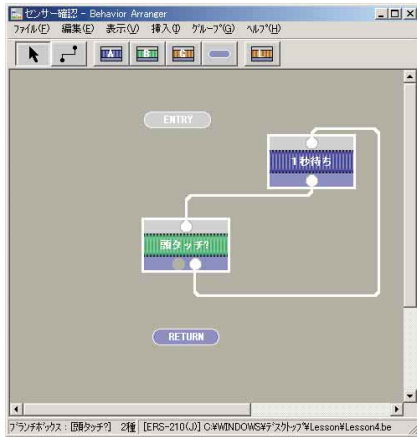 センサー確認 - Behavior Arranger
ファイル(F) 編集(E) 表示(V) 挿入(I) グループ(G) ヘルプ(H)
A B C
ENTRY
1秒待ち
頭タッチ?
RETURN
ブランチボックス : [頭タッチ?] 2種 [ERS-210(J)] C:¥WINDOWS¥デスクトップ¥Lesson¥Lesson4.be